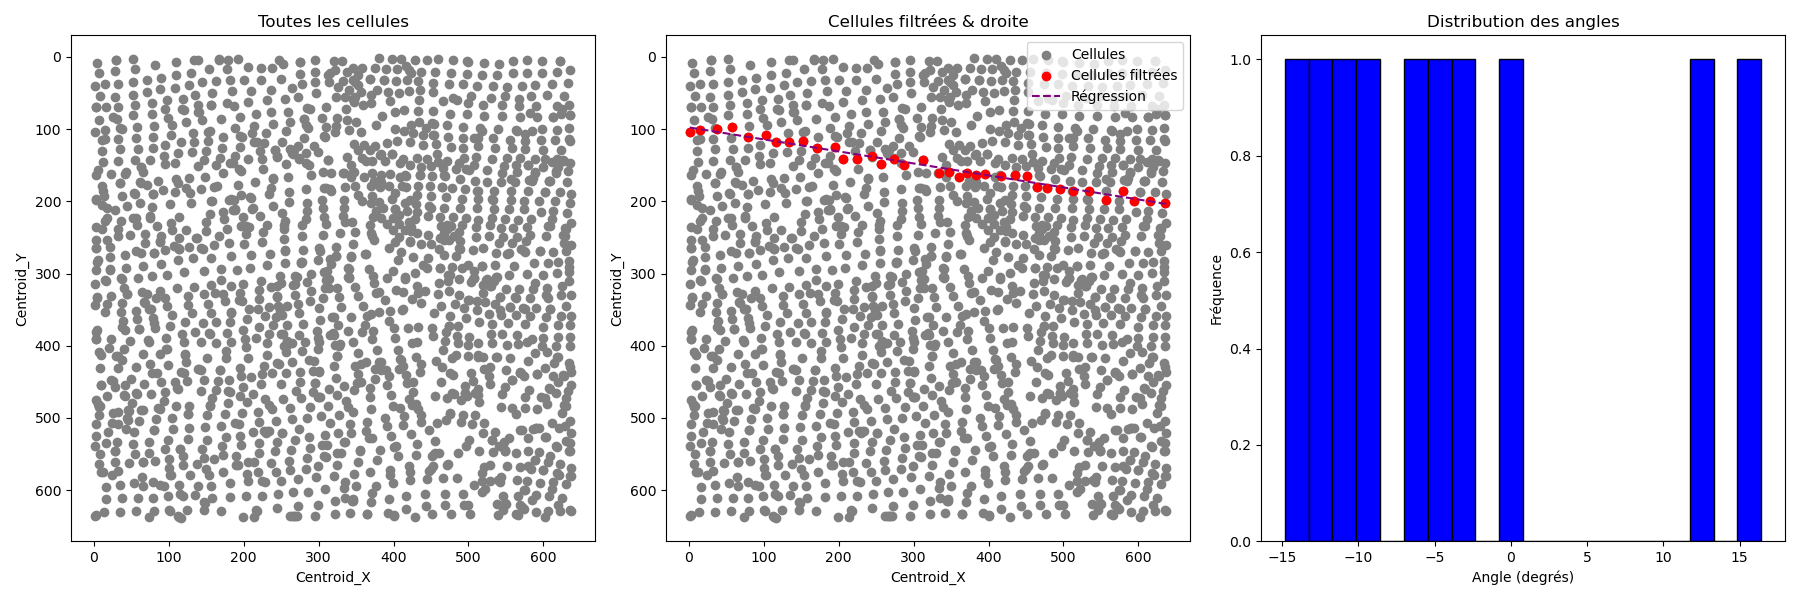 Toutes les cellules
0
100
200
300
400
500
600
Centroid_Y
0 100 200 300 400 500 600
Centroid_X
Cellules filtrées & droite
Cellules
Cellules filtrées
Régression
0
100
200
300
400
500
600
Centroid_Y
0 100 200 300 400 500 600
Centroid_X
Distribution des angles
1.0
0.8
0.6
0.4
0.2
0.0
Fréquence
−15 −10 −5 0 5 10 15
Angle (degrés)